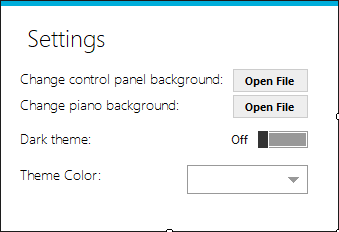 Settings
Change control panel background: Open File
Change piano background: Open File
Dark theme: Off
Theme Color: